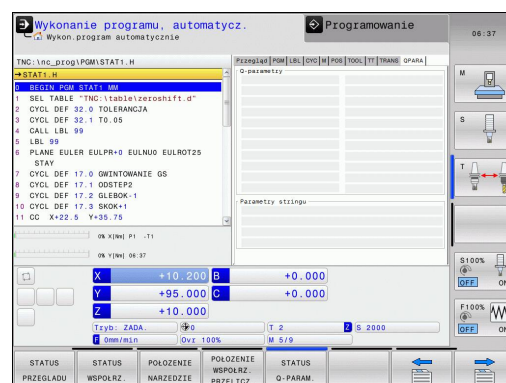 Wykonanie programu, automatycz.
Wykon.program automatycznie
Programowanie
06:37
TNC:\nc_prog\PGM\STAT1.H
→STAT1.H
0 BEGIN PGM STAT1 MM
1 SEL TABLE "TNC:\table\zeroshift.d"
2 CYCL DEF 32.0 TOLERANCJA
3 CYCL DEF 32.1 T0.05
4 CALL LBL 99
5 LBL 99
6 PLANE EULER EULPR+0 EULNU0 EULROT25
STAY
7 CYCL DEF 17.0 GWINTOWANIE GS
8 CYCL DEF 17.1 ODSTEP2
9 CYCL DEF 17.2 GLEBOK-1
10 CYCL DEF 17.3 SKOK+1
11 CC X+22.5 Y+35.75
0% X[Nm] P1 -T1
0% Y[Nm] 06:37
Przegląd PGM LBL CYC M POS TOOL TT TRANS QPARA
Q-parametry
Parametry stringu
X +10.200 B +0.000
Y +95.000 C +0.000
Z +10.000
Tryb: ZADA. 0 T 2 Z S 2000
F 0mm/min Ovr 100% M 5/9
M
S
T
S100%
OFF ON
F100%
OFF ON
STATUS
PRZEGLADU
STATUS
WSPOŁRZ.
POŁOZENIE
NARZEDZIE
POŁOZENIE
WSPOŁRZ.
PRZELICZ.
STATUS
Q-PARAM.